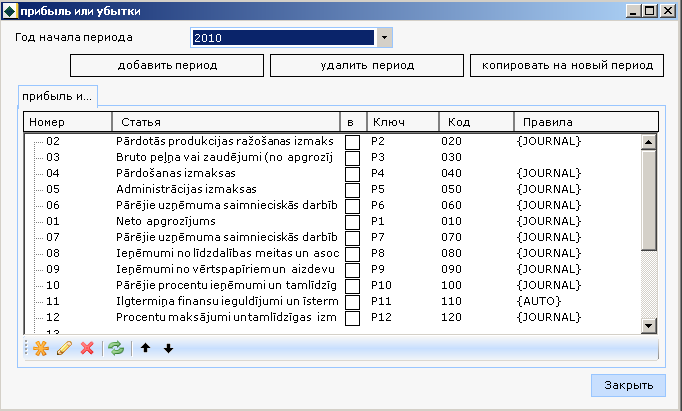 прибыль или убытки
Год начала периода 2010
добавить период удалить период копировать на новый период
прибыль и...
Номер Статья в Ключ Код Правила
02 Pārdotās produkcijas ražošanas izmaks P2 020 {JOURNAL}
03 Bruto peļņa vai zaudējumi (no apgrozīj P3 030
04 Pārdošanas izmaksas P4 040 {JOURNAL}
05 Administrācijas izmaksas P5 050 {JOURNAL}
06 Pārējie uzņēmuma saimnieciskās darbīb P6 060 {JOURNAL}
01 Neto apgrozījums P1 010 {JOURNAL}
07 Pārējie uzņēmuma saimnieciskās darbīb P7 070 {JOURNAL}
08 Ieņēmumi no līdzdalības meitas un asoc P8 080 {JOURNAL}
09 Ieņēmumi no vērtspapīriem un aizdevu P9 090 {JOURNAL}
10 Pārējie procentu ieņēmumi un tamlīdzīg P10 100 {JOURNAL}
11 Ilgtermiņa finansu ieguldījumi un īsterm P11 110 {AUTO}
12 Procentu maksājumi untamlīdzīgas izm P12 120 {JOURNAL}
13
Закрыть